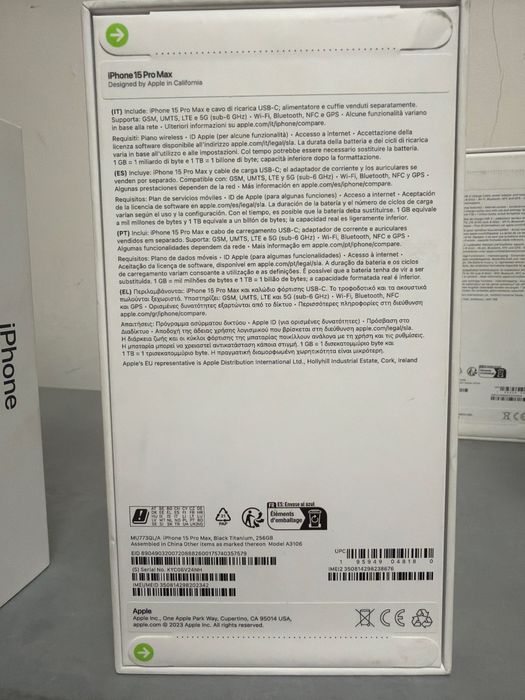 iPhone 15 Pro Max
Designed by Apple in California
(IT) Include: iPhone 15 Pro Max e cavo di ricarica USB-C; alimentatore e cuffie venduti separatamente.
Supporta: GSM, UMTS, LTE e 5G (sub-6 GHz) • Wi-Fi, Bluetooth, NFC e GPS • Alcune funzionalità variano
in base alla rete • Ulteriori informazioni su apple.com/it/iphone/compare.
Requisiti: Piano wireless • ID Apple (per alcune funzionalità) • Accesso a internet • Accettazione della
licenza software disponibile all'indirizzo apple.com/legal/sla. La durata della batteria e dei cicli di ricarica
varia in base all'utilizzo e alle impostazioni. Col tempo potrebbe essere necessario sostituire la batteria.
1 GB = 1 miliardo di byte e 1 TB = 1 bilione di byte; capacità inferiore dopo la formattazione.
(ES) Incluye: iPhone 15 Pro Max y cable de carga USB-C; el adaptador de corriente y los auriculares se
venden por separado. Compatible con: GSM, UMTS, LTE y 5G (sub-6 GHz) • Wi-Fi, Bluetooth, NFC y GPS •
Algunas prestaciones dependen de la red • Más información en apple.com/es/iphone/compare.
Requisitos: Plan de servicios móviles • ID de Apple (para algunas funciones) • Acceso a internet • Aceptación
de la licencia de software en apple.com/legal/sla. La duración de la batería y el número de ciclos de carga
varían según el uso y la configuración. Con el tiempo, es posible que la batería deba sustituirse. 1 GB equivale
a mil millones de bytes y 1 TB equivale a un billón de bytes; la capacidad real es ligeramente inferior.
(PT) Inclui: iPhone 15 Pro Max e cabo de carregamento USB-C; adaptador de corrente e auriculares
vendidos em separado. Suporta: GSM, UMTS, LTE e 5G (sub-6 GHz) • Wi-Fi, Bluetooth, NFC e GPS •
Algumas funcionalidades dependem da rede • Mais informação em apple.com/pt/iphone/compare.
Requisitos: Plano de dados móveis • ID Apple (para algumas funcionalidades) • Acesso à internet •
Aceitação da licença de software, disponível em apple.com/pt/legal/sla. A duração da bateria e os ciclos de
carregamento variam consoante a utilização e as definições. É possível que a bateria tenha de vir a ser
substituída. 1 GB = mil milhões de bytes e 1 TB = 1 bilião de bytes; a capacidade formatada real é inferior.
(EL) Περιλαμβάνονται: iPhone 15 Pro Max και καλώδιο φόρτισης USB-C. Το τροφοδοτικό και τα ακουστικά
πωλούνται ξεχωριστά. Υποστηρίζει: GSM, UMTS, LTE και 5G (sub-6 GHz) • Wi-Fi, Bluetooth, NFC
και GPS • Ορισμένες δυνατότητες εξαρτώνται από το δίκτυο • Περισσότερες πληροφορίες στη διεύθυνση
apple.com/gr/iphone/compare.
Απαιτήσεις: Πρόγραμμα ασύρματου δικτύου • Apple ID (για ορισμένες δυνατότητες) • Πρόσβαση στο
Διαδίκτυο • Αποδοχή της άδειας χρήσης λογισμικού που βρίσκεται στη διεύθυνση apple.com/legal/sla.
Η διάρκεια ζωής και οι κύκλοι φόρτισης της μπαταρίας ποικίλλουν ανάλογα με τη χρήση και τις ρυθμίσεις.
Η μπαταρία μπορεί να χρειαστεί αντικατάσταση κάποια στιγμή. 1 GB = 1 δισεκατομμύριο byte και
1 TB = 1 τρισεκατομμύριο byte. Η πραγματική διαμορφωμένη χωρητικότητα είναι μικρότερη.
Apple's EU representative is Apple Distribution International Ltd., Hollyhill Industrial Estate, Cork, Ireland
PAP
FR
ES: Envase al azul
Éléments
d'emballage
MU773QL/A iPhone 15 Pro Max, Black Titanium, 256GB
Assembled in China Other items as marked thereon Model A3106
EID 89049032007208882600175740357579
(S) Serial No. KYC06V24NH
IMEI/MEID 350814298202342
UPC
1 95949 04818 0
IMEI2 350814298238676
Apple
Apple Inc., One Apple Park Way, Cupertino, CA 95014 USA,
apple.com © 2023 Apple Inc. All rights reserved.
CE
iPhone